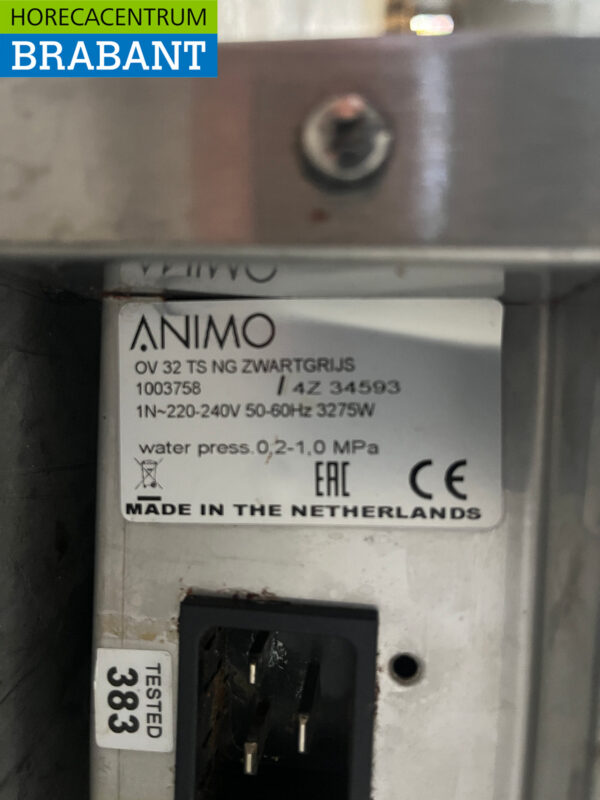 HORECACENTRUM
BRABANT
ANIMO
ANIMO
OV 32 TS NG ZWARTGRIJS
1003758 / 4Z 34593
1N~220-240V 50-60Hz 3275W
water press.0,2-1,0 MPa
EAC CE
MADE IN THE NETHERLANDS
TESTED
383